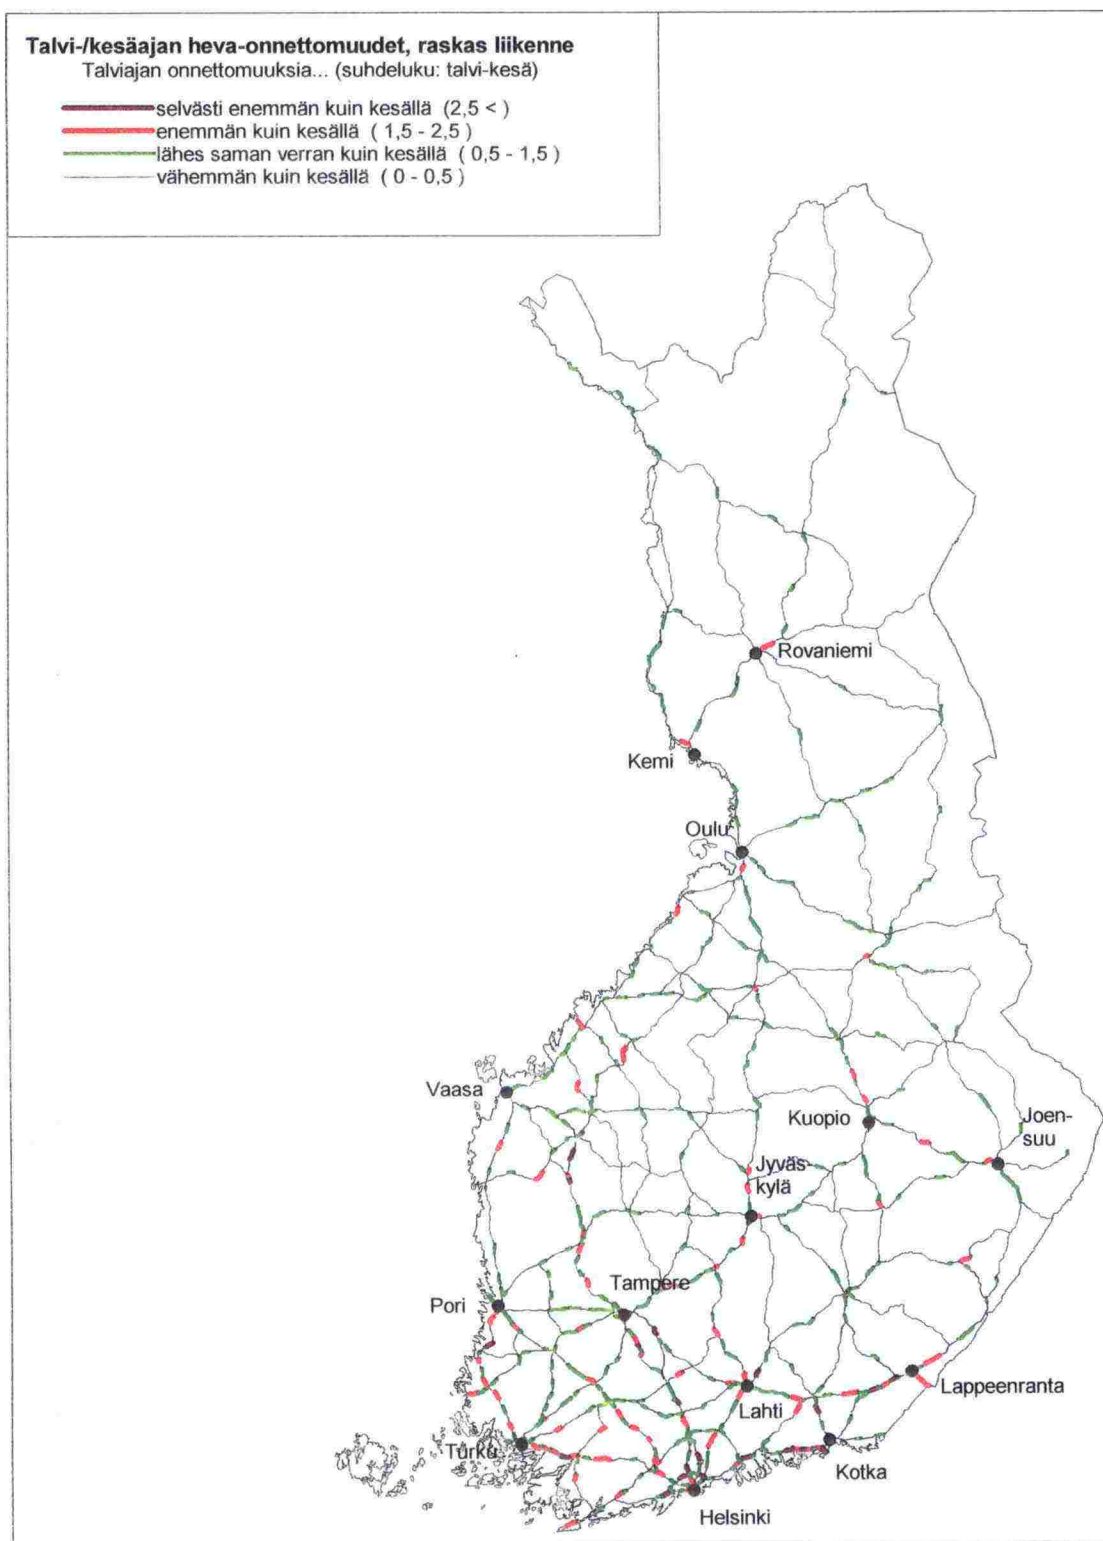 Talvi-/kesäajan heva-onnettomuudet, raskas liikenne
Talviajan onnettomuuksia... (suhdeluku: talvi-kesä)
selvästi enemmän kuin kesällä (2,5 < )
enemmän kuin kesällä ( 1,5 - 2,5 )
lähes saman verran kuin kesällä ( 0,5 - 1,5 )
vähemmän kuin kesällä ( 0 - 0,5 )
Rovaniemi
Kemi
Oulu
Vaasa
Kuopio
Joen-
suu
Jyväs-
kylä
Tampere
Pori
Lappeenranta
Lahti
Turku
Kotka
Helsinki